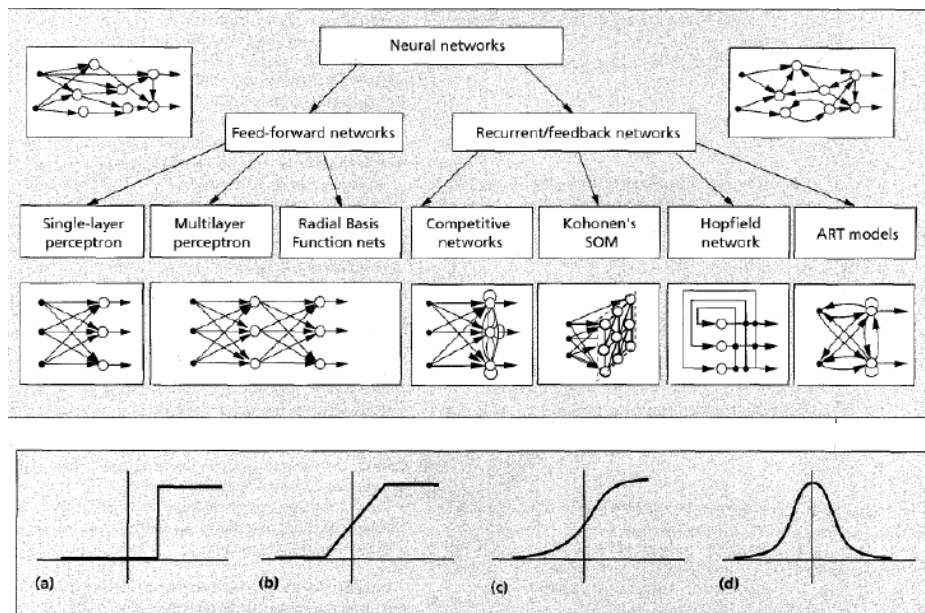 Neural networks
Feed-forward networks
Recurrent/feedback networks
Single-layer
perceptron
Multilayer
perceptron
Radial Basis
Function nets
Competitive
networks
Kohonen's
SOM
Hopfield
network
ART models
(a)
(b)
(c)
(d)